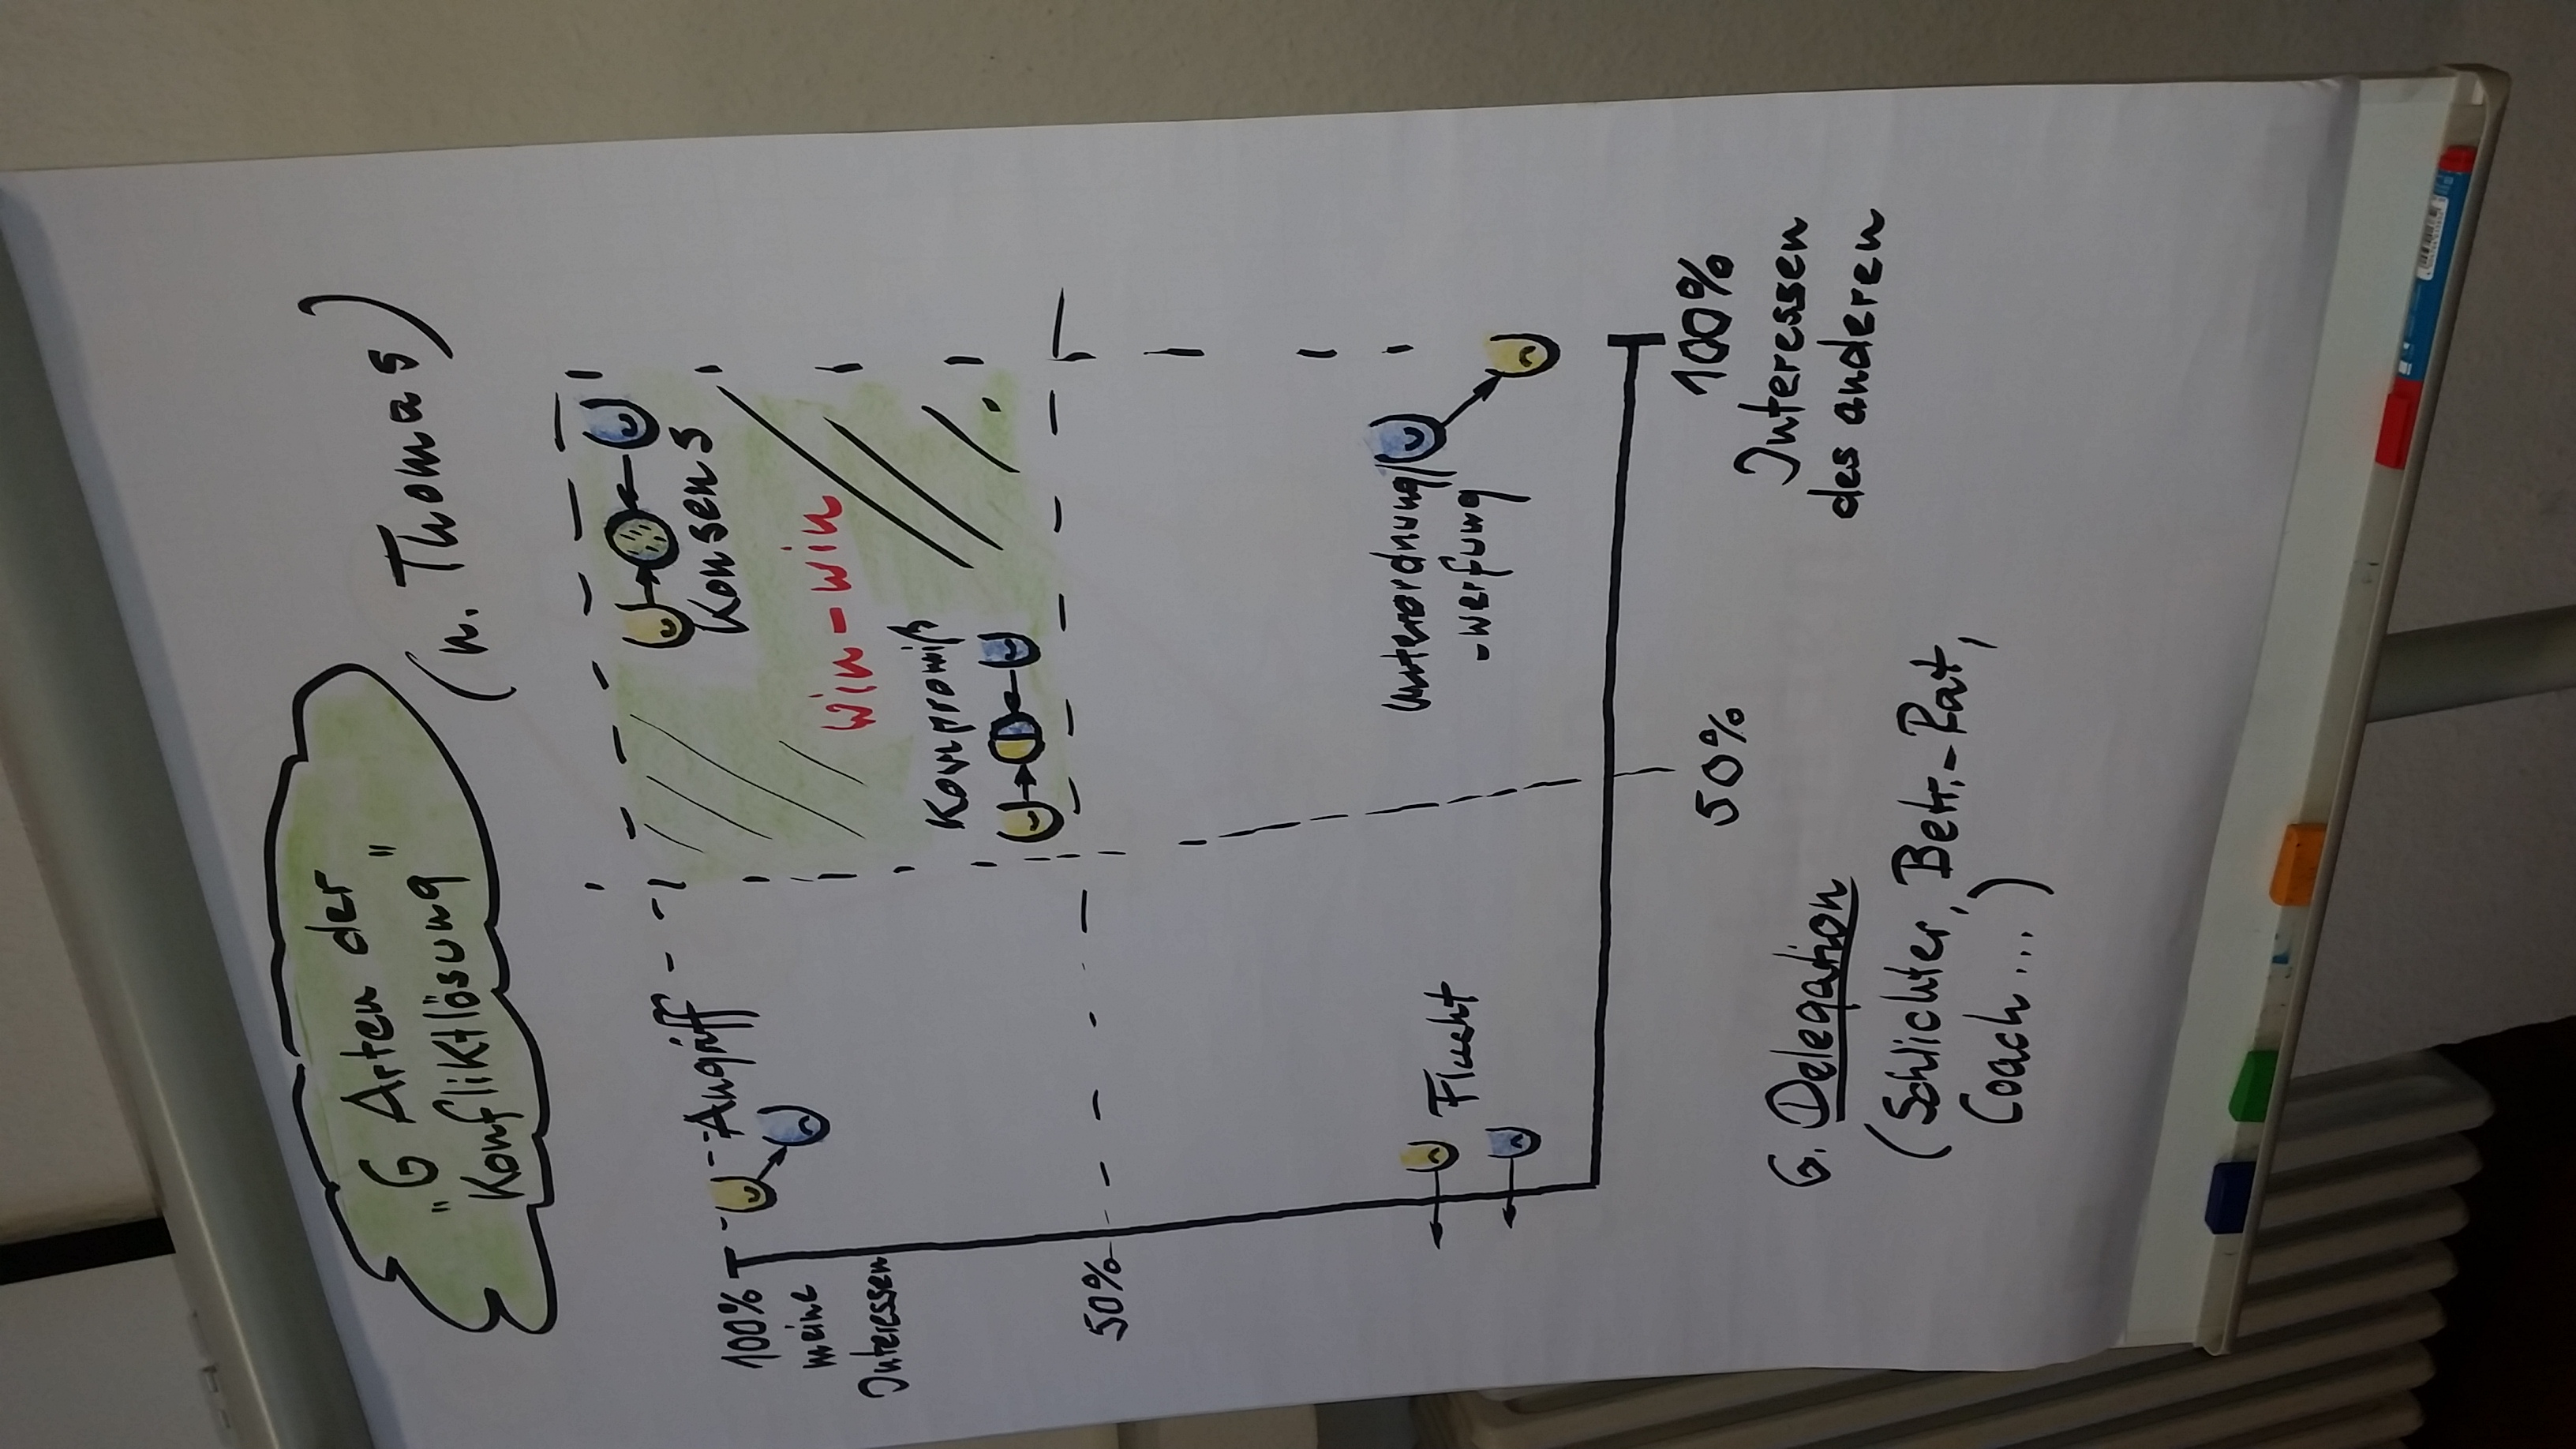 "6 Arten der
Konfliktlösung"
(n. Thomas)
Konsens
Angriff
100%
meine
Interessen
win-win
Kompromiß
50%
Unterordnung/
-werfung
Flucht
50%
100%
Interessen
des anderen
6. Delegation
(Schlichter, Betr.-Rat,
Coach...)